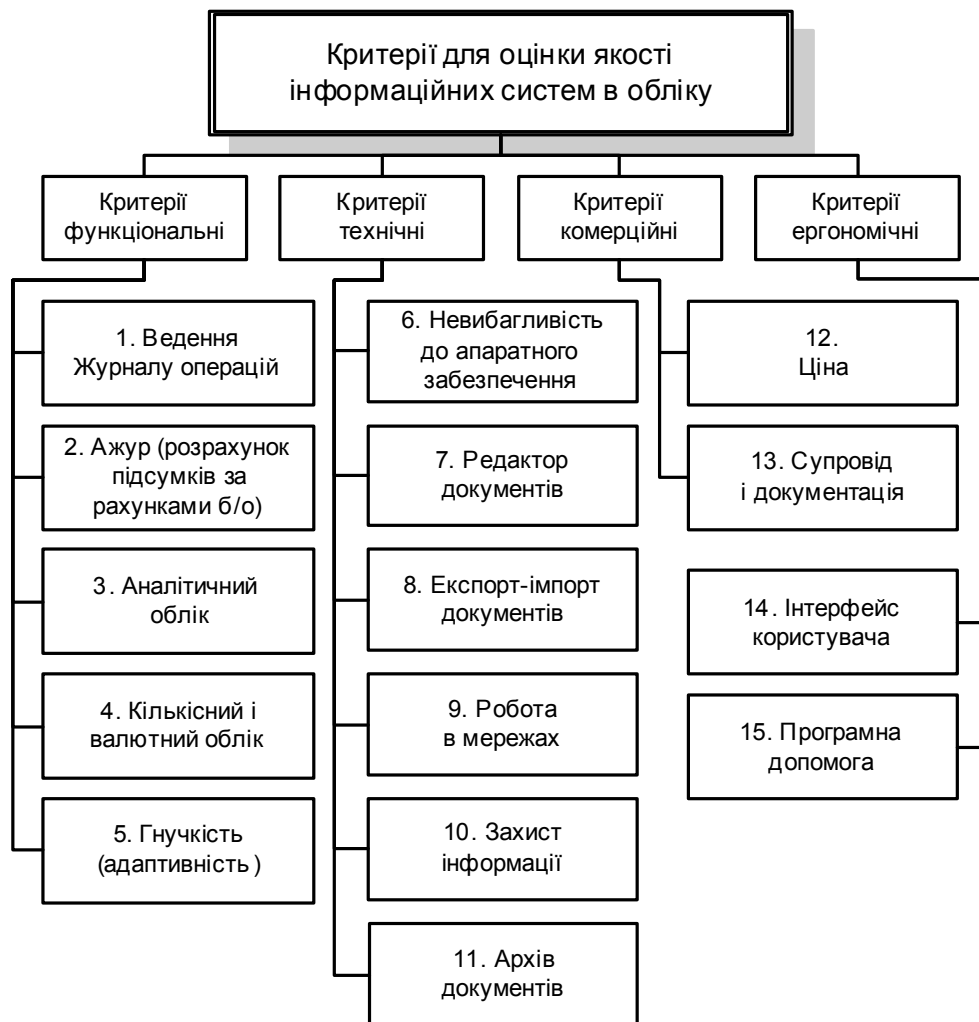 Критерії для оцінки якості
інформаційних систем в обліку
Критерії
функціональні
Критерії
технічні
Критерії
комерційні
Критерії
ергономічні
1. Ведення
Журналу операцій
2. Ажур (розрахунок
підсумків за
рахунками б/о)
3. Аналітичний
облік
4. Кількісний і
валютний облік
5. Гнучкість
(адаптивність)
6. Невибагливість
до апаратного
забезпечення
7. Редактор
документів
8. Експорт-імпорт
документів
9. Робота
в мережах
10. Захист
інформації
11. Архів
документів
12.
Ціна
13. Супровід
і документація
14. Інтерфейс
користувача
15. Програмна
допомога